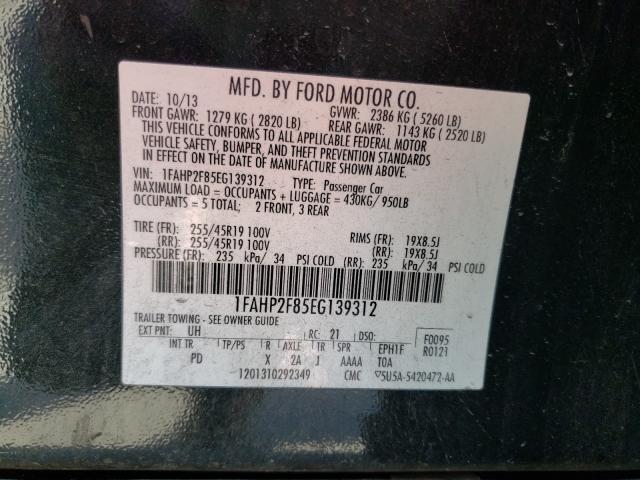 MFD. BY FORD MOTOR CO.
DATE: 10/13 GVWR: 2386 KG ( 5260 LB)
FRONT GAWR: 1279 KG ( 2820 LB) REAR GAWR: 1143 KG ( 2520 LB)
THIS VEHICLE CONFORMS TO ALL APPLICABLE FEDERAL MOTOR
VEHICLE SAFETY, BUMPER, AND THEFT PREVENTION STANDARDS
IN EFFECT ON THE DATE OF MANUFACTURE SHOWN ABOVE.
VIN: 1FAHP2F85EG139312 TYPE: Passenger Car
MAXIMUM LOAD = OCCUPANTS + LUGGAGE = 430KG/ 950LB
OCCUPANTS = 5 TOTAL; 2 FRONT, 3 REAR
TIRE (FR): 255/45R19 100V RIMS (FR): 19X8.5J
(RR): 255/45R19 100V (RR): 19X8.5J
PRESSURE (FR): 235 kPa/ 34 PSI COLD (RR): 235 kPa/ 34 PSI COLD
1FAHP2F85EG139312
TRAILER TOWING - SEE OWNER GUIDE
EXT PNT: UH RC: 21 DSO: F0095
INT TR TP/PS R AXLE TR SPR EPH1F R0121
PD X 2A J AAAA T0A
1201310292349 CMC ▽5U5A-5420472-AA